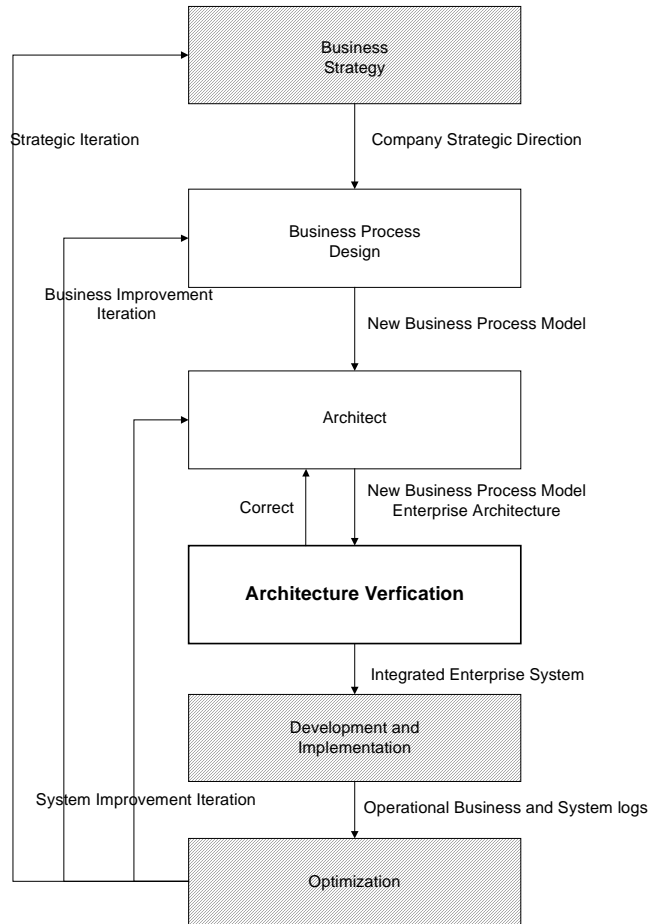 Business
Strategy
Strategic Iteration
Company Strategic Direction
Business Process
Design
Business Improvement
Iteration
New Business Process Model
Architect
Correct
New Business Process Model
Enterprise Architecture
Architecture Verfication
Integrated Enterprise System
Development and
Implementation
System Improvement Iteration
Operational Business and System logs
Optimization